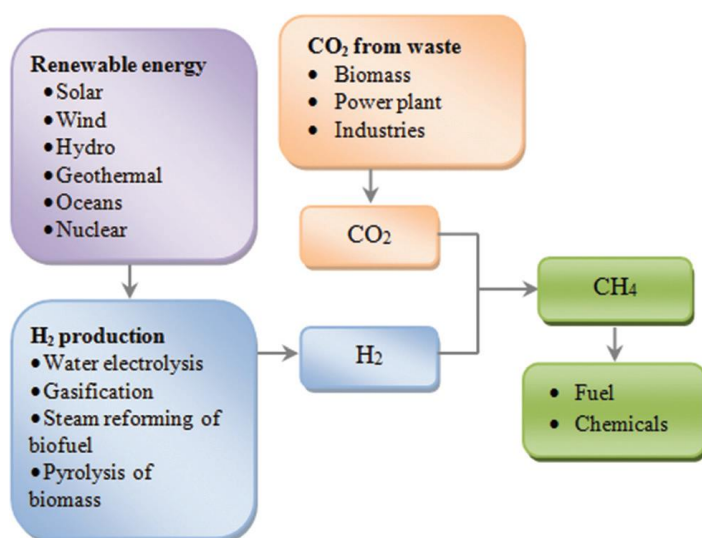 Renewable energy
•Solar
•Wind
•Hydro
•Geothermal
•Oceans
•Nuclear
CO₂ from waste
• Biomass
• Power plant
• Industries
CO₂
H₂ production
•Water electrolysis
•Gasification
•Steam reforming of
biofuel
•Pyrolysis of
biomass
H₂
CH₄
• Fuel
• Chemicals